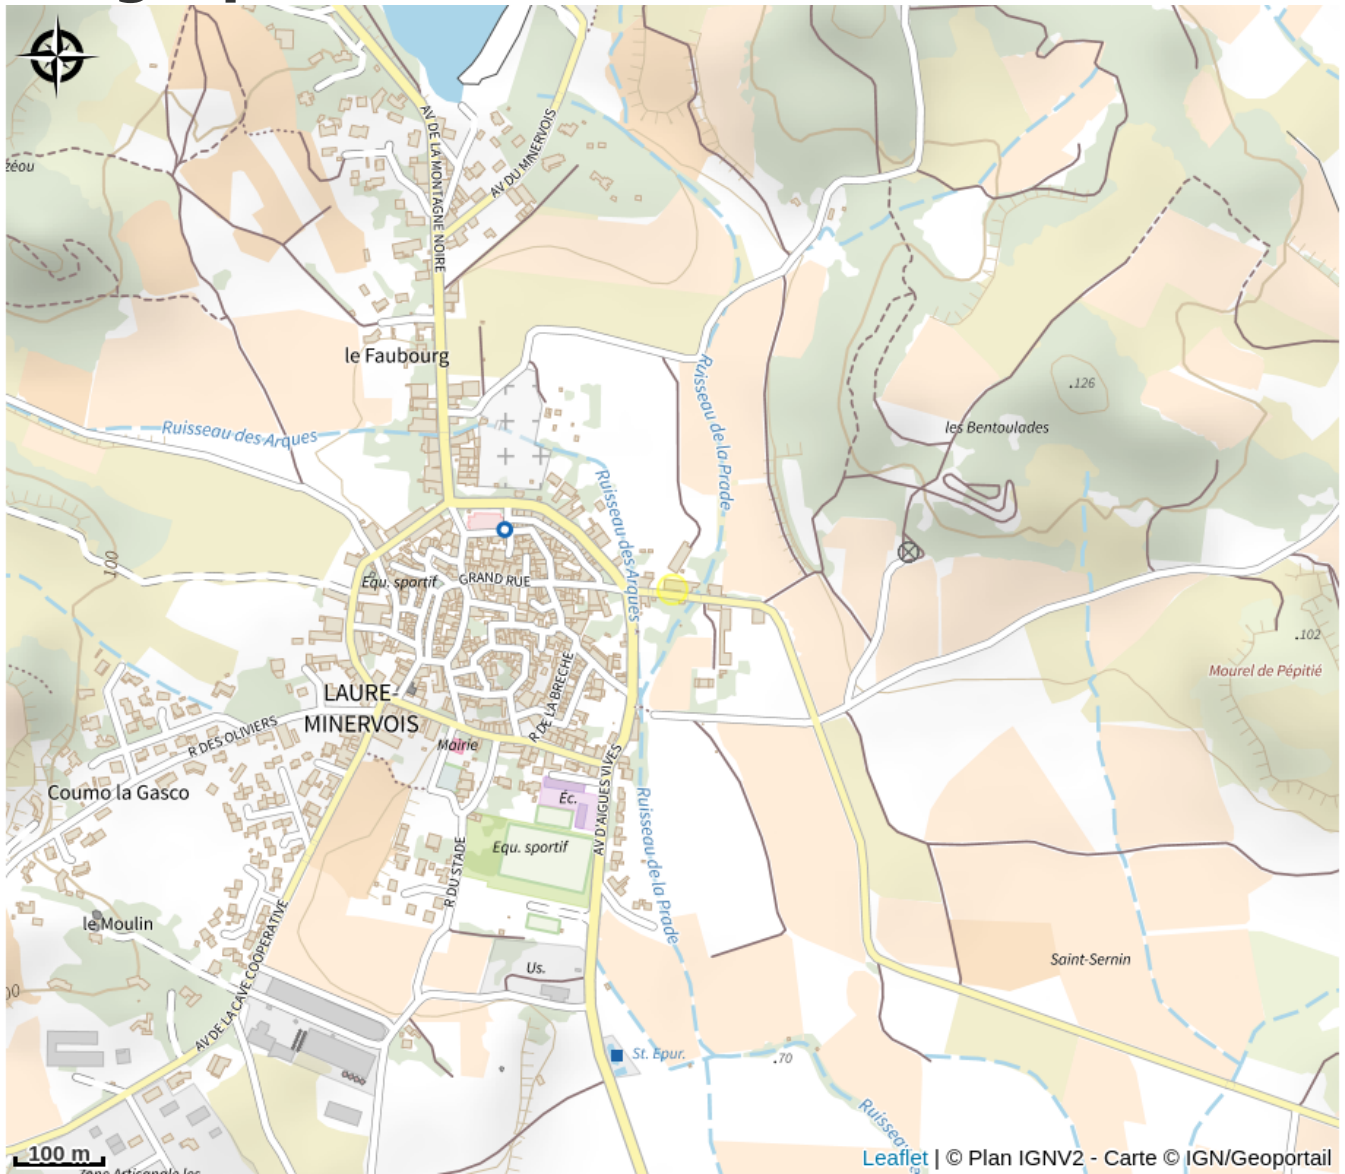 AV DE LA MONTAGNE NOIRE
AV DU MINERVOIS
le Faubourg
.126
les Bentoulades
Ruisseau des Arques
Ruisseau de la Prade
Ruisseau des Arques
100
Equ. sportif
GRAND RUE
.102
Mourel de Pépitié
LAURE-
MINERVOIS
R DE LA BRECHE
R DES OLIVIERS
Mairie
Coumo la Gasco
Éc.
AV D'AIGUES VIVES
Ruisseau de la Prade
Equ. sportif
R DU STADE
le Moulin
AV DE LA CAVE COOPERATIVE
Us.
Saint-Sernin
St. Epur.
.70
100 m
Leaflet | © Plan IGNV2 - Carte © IGN/Geoportail